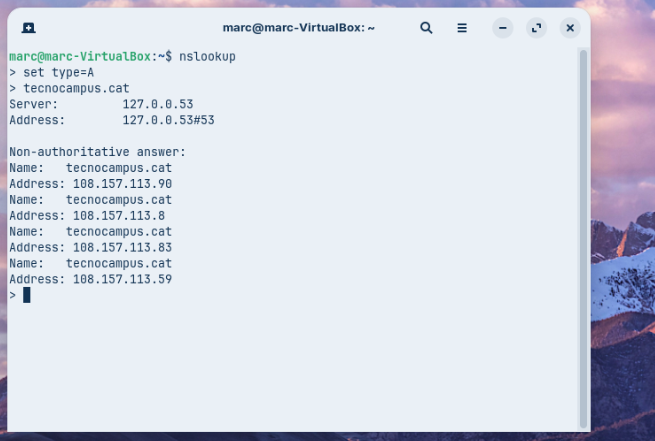 marc@marc-VirtualBox: ~
marc@marc-VirtualBox:~$ nslookup
> set type=A
> tecnocampus.cat
Server:         127.0.0.53
Address:        127.0.0.53#53

Non-authoritative answer:
Name:   tecnocampus.cat
Address: 108.157.113.90
Name:   tecnocampus.cat
Address: 108.157.113.8
Name:   tecnocampus.cat
Address: 108.157.113.83
Name:   tecnocampus.cat
Address: 108.157.113.59
>